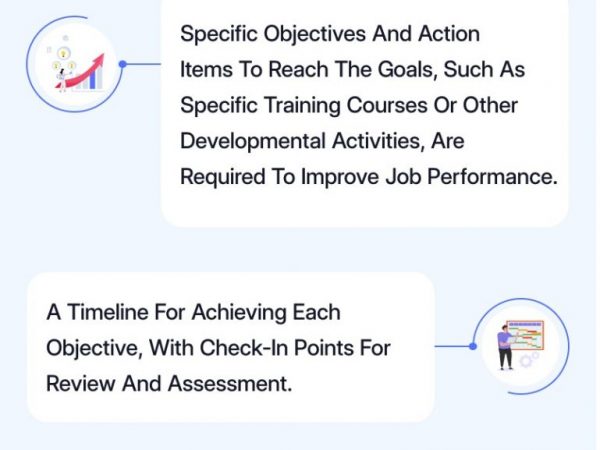 Specific Objectives And Action
Items To Reach The Goals, Such As
Specific Training Courses Or Other
Developmental Activities, Are
Required To Improve Job Performance.
A Timeline For Achieving Each
Objective, With Check-In Points For
Review And Assessment.